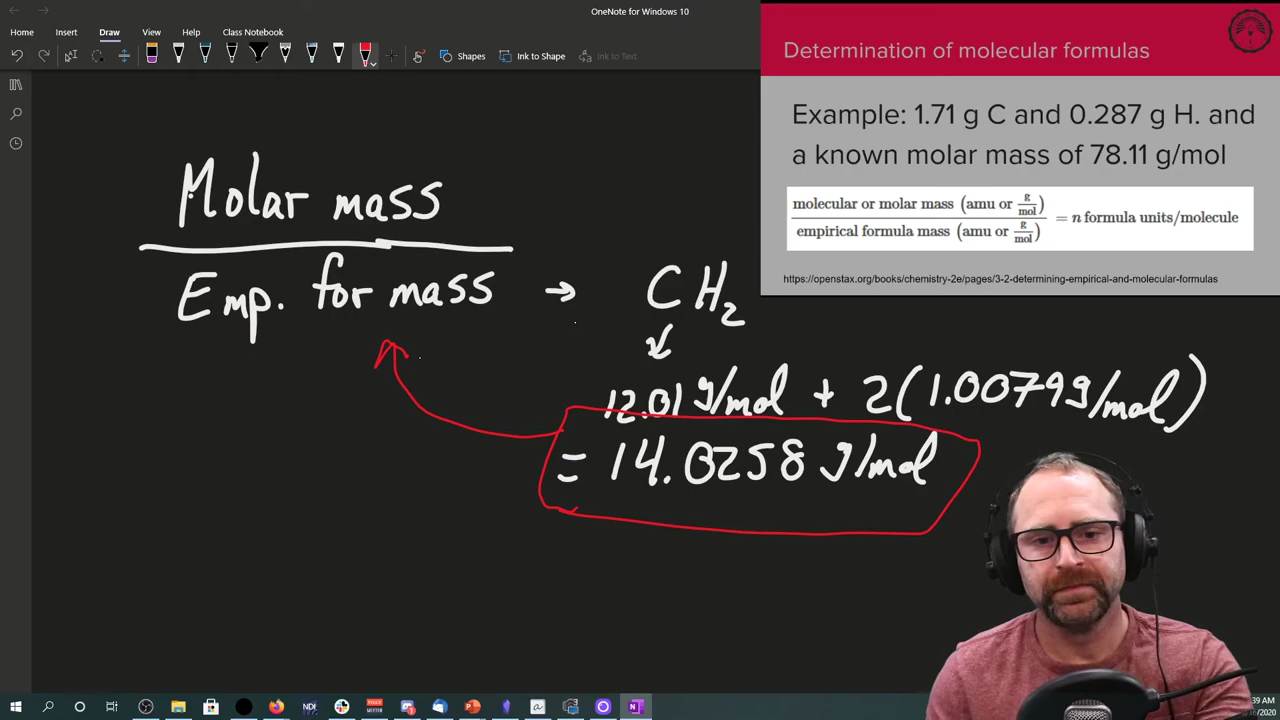 OneNote for Windows 10
Home Insert Draw View Help Class Notebook
Shapes Ink to Shape Ink to Text
Determination of molecular formulas
Example: 1.71 g C and 0.287 g H. and
a known molar mass of 78.11 g/mol
molecular or molar mass (amu or g/mol)
empirical formula mass (amu or g/mol)
= n formula units/molecule
https://openstax.org/books/chemistry-2e/pages/3-2-determining-empirical-and-molecular-formulas
Molar mass
Emp. for mass → CH2
12.01 g/mol + 2(1.0079 g/mol)
= 14.0258 g/mol